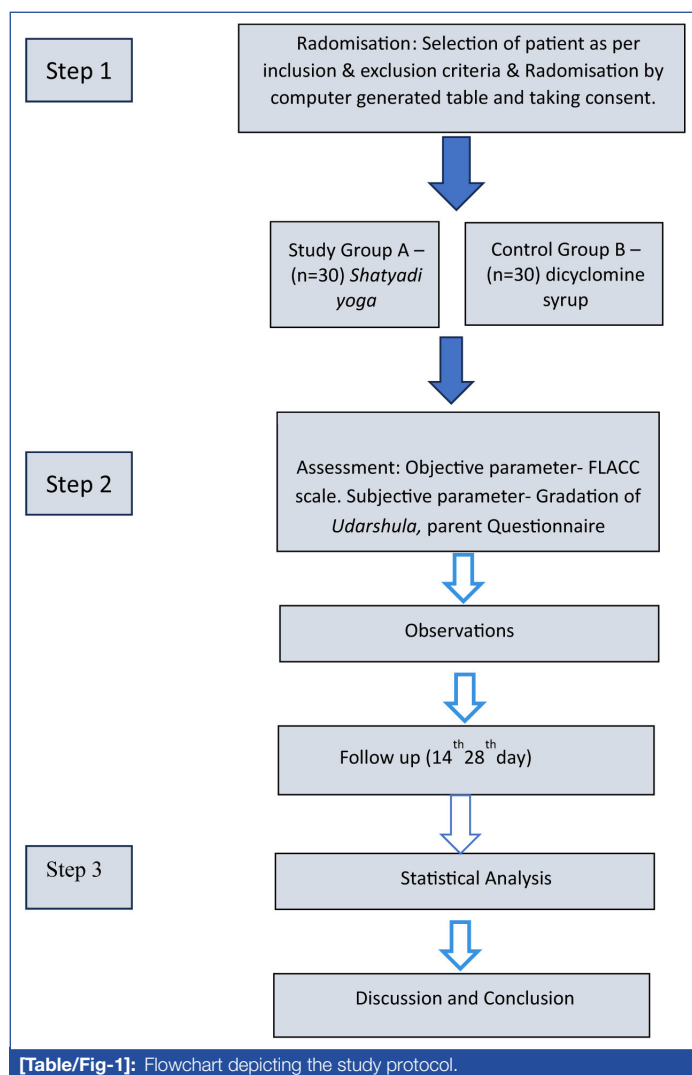 Step 1
Radomisation: Selection of patient as per
inclusion & exclusion criteria & Radomisation by
computer generated table and taking consent.
Study Group A –
(n=30) Shatyadi
yoga
Control Group B –
(n=30) dicyclomine
syrup
Step 2
Assessment: Objective parameter- FLACC
scale. Subjective parameter- Gradation of
Udarshula, parent Questionnaire
Observations
Follow up (14th 28th day)
Step 3
Statistical Analysis
Discussion and Conclusion
[Table/Fig-1]: Flowchart depicting the study protocol.